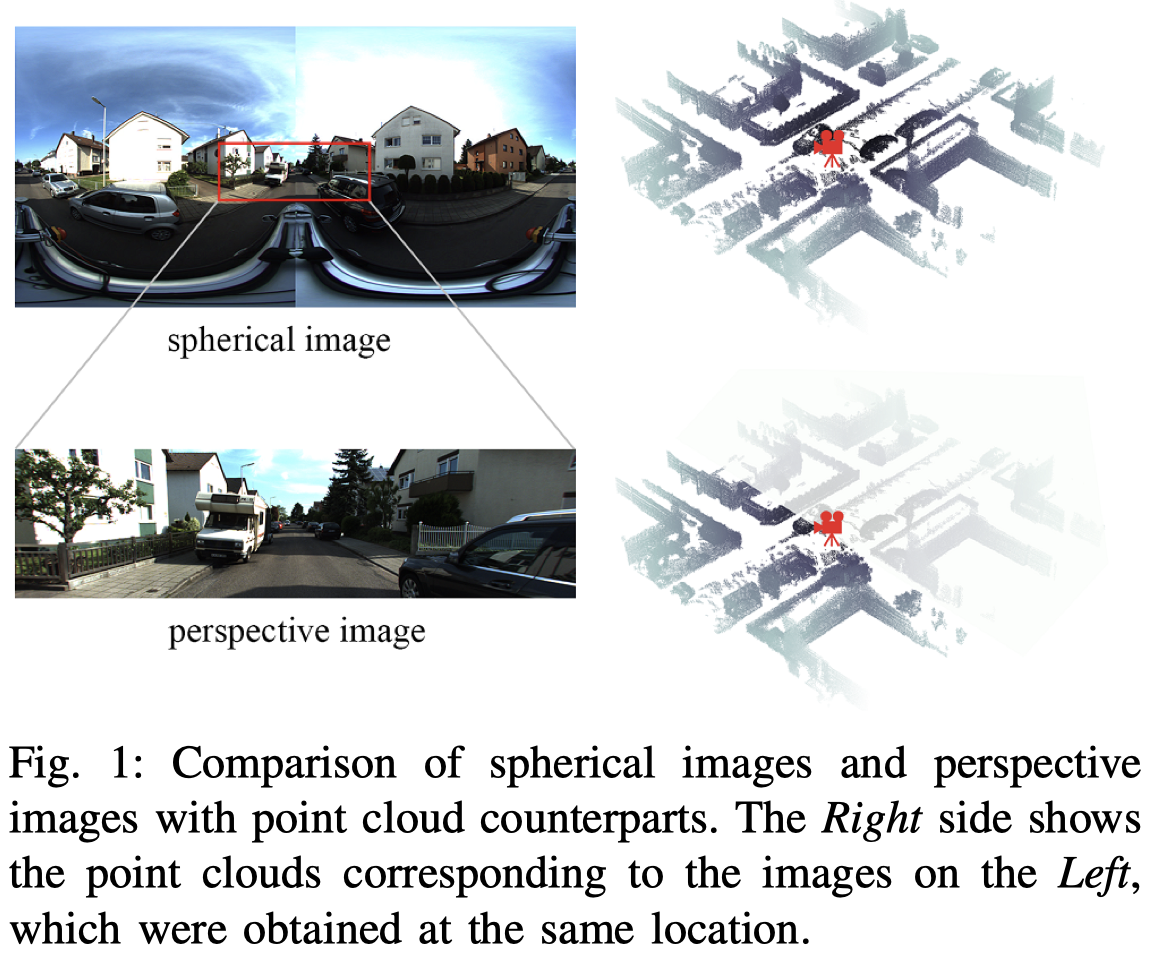 spherical image
perspective image
Fig. 1: Comparison of spherical images and perspective
images with point cloud counterparts. The Right side shows
the point clouds corresponding to the images on the Left,
which were obtained at the same location.